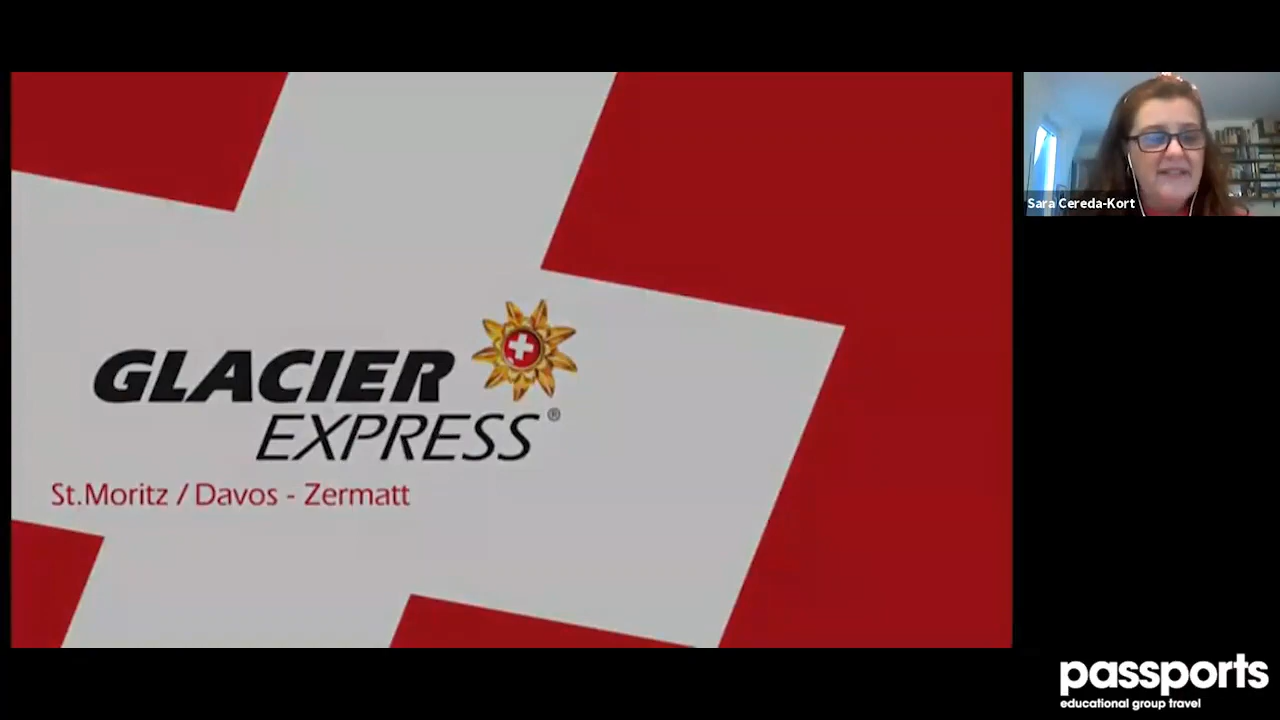 Sara Cereda-Kort
GLACIER
EXPRESS®
St.Moritz / Davos - Zermatt
passports
educational group travel